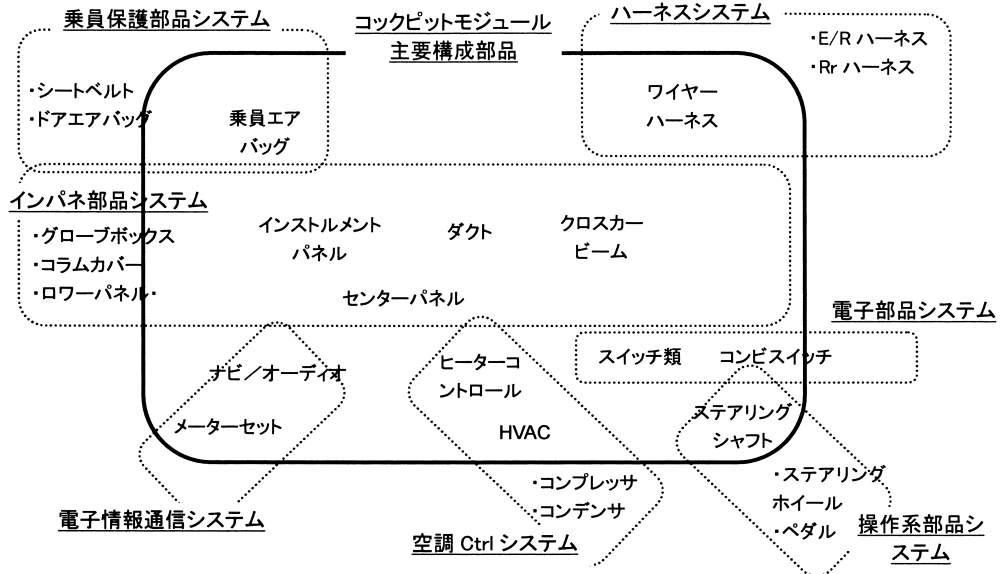 乗員保護部品システム
・シートベルト
・ドアエアバッグ
乗員エア
バッグ
コックピットモジュール
主要構成部品
ハーネスシステム
・E/R ハーネス
・Rr ハーネス
ワイヤー
ハーネス
インパネ部品システム
・グローブボックス
・コラムカバー
・ロワーパネル・
インストルメント
パネル
ダクト
クロスカー
ビーム
センターパネル
電子部品システム
スイッチ類
コンビスイッチ
ナビ／オーディオ
メーターセット
電子情報通信システム
ヒーターコ
ントロール
HVAC
・コンプレッサ
・コンデンサ
空調 Ctrl システム
ステアリング
シャフト
・ステアリング
ホイール
・ペダル
操作系部品シ
ステム